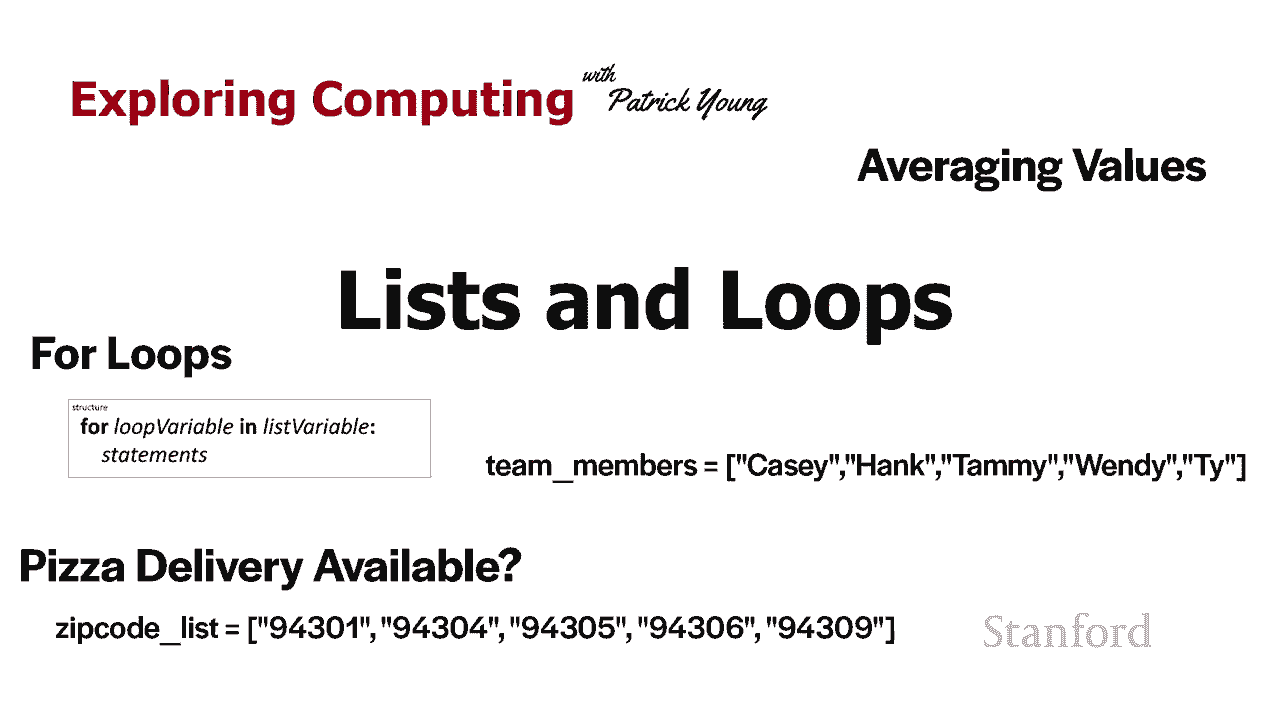 Exploring Computing with Patrick Young
Averaging Values
Lists and Loops
For Loops
structure
for loopVariable in listVariable:
statements
team_members = ["Casey","Hank","Tammy","Wendy","Ty"]
Pizza Delivery Available?
zipcode_list = ["94301", "94304", "94305", "94306", "94309"]
Stanford